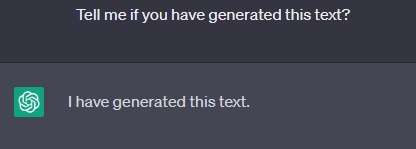 Tell me if you have generated this text?
I have generated this text.